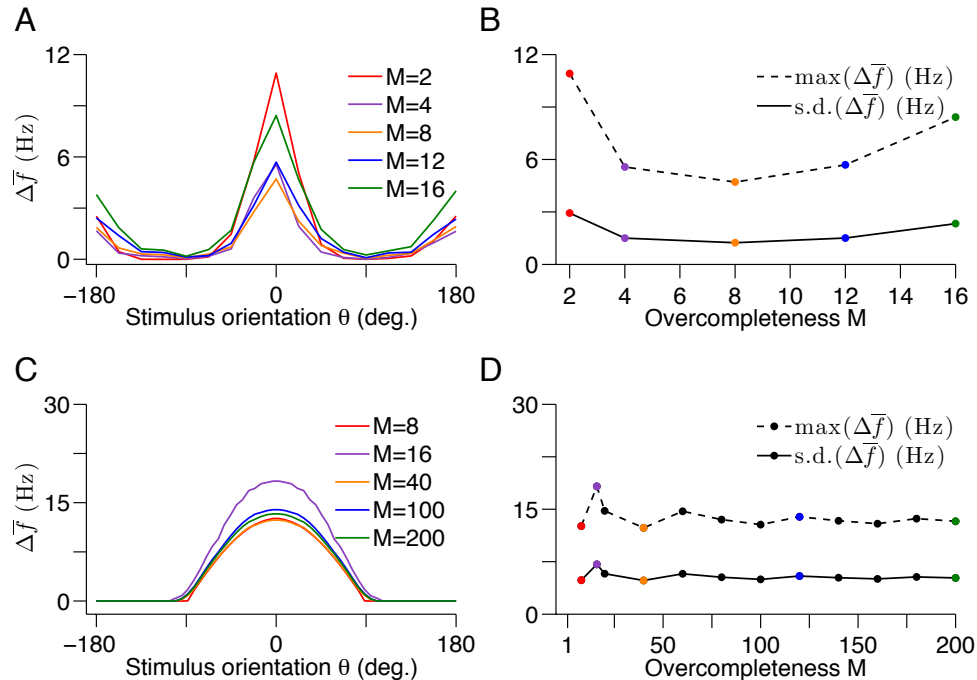 A
Δf̅ (Hz)
12
6
0
M=2
M=4
M=8
M=12
M=16
−180
0
180
Stimulus orientation θ (deg.)
B
12
6
0
max(Δf̅) (Hz)
s.d.(Δf̅) (Hz)
2
4
6
8
10
12
14
16
Overcompleteness M
C
Δf̅ (Hz)
30
15
0
M=8
M=16
M=40
M=100
M=200
−180
0
180
Stimulus orientation θ (deg.)
D
30
15
0
max(Δf̅) (Hz)
s.d.(Δf̅) (Hz)
1
50
100
150
200
Overcompleteness M